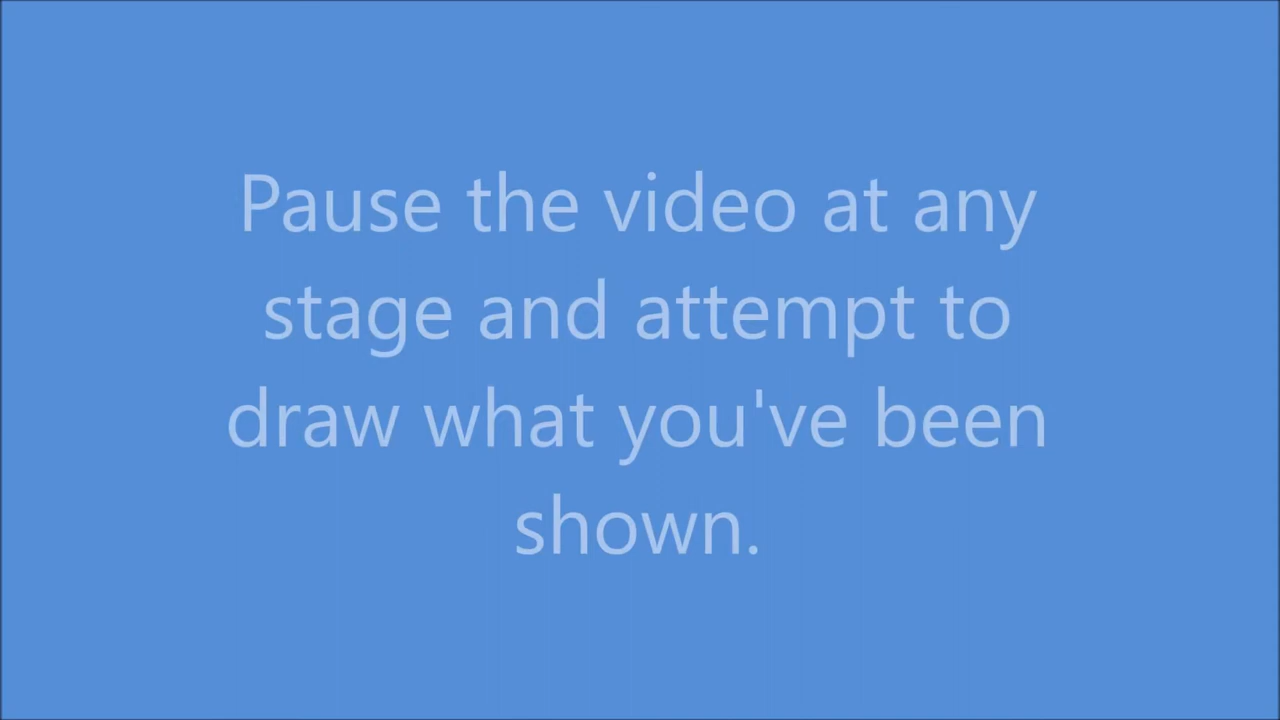 Pause the video at any
stage and attempt to
draw what you've been
shown.